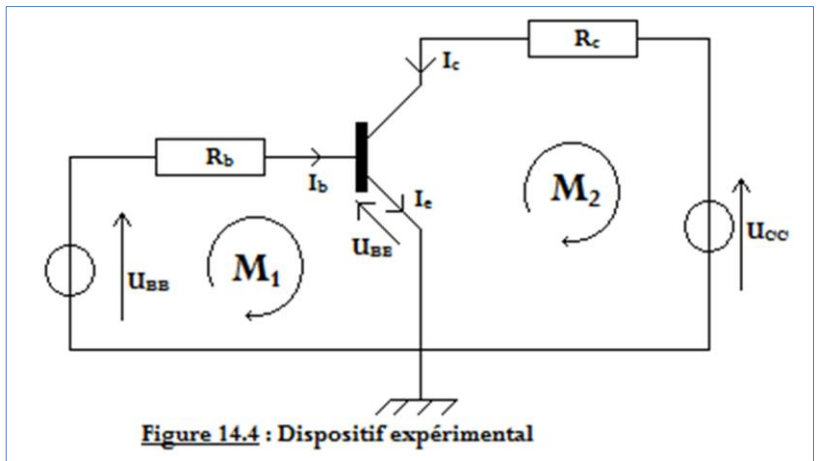 Rc
Ic
Rb
Ib
Ie
UBE
M1
M2
UBB
UCC
Figure 14.4 : Dispositif expérimental